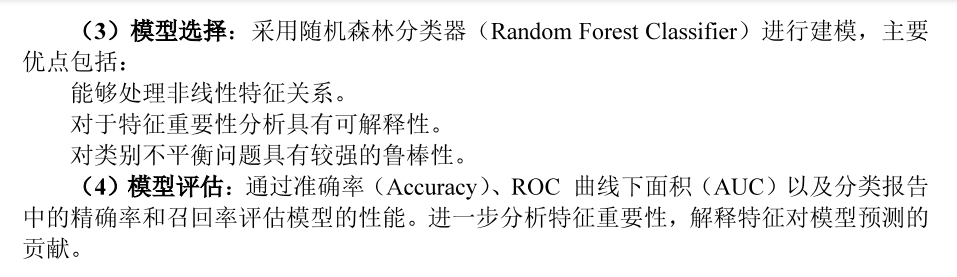 （3）模型选择：采用随机森林分类器（Random Forest Classifier）进行建模，主要
优点包括：
能够处理非线性特征关系。
对于特征重要性分析具有可解释性。
对类别不平衡问题具有较强的鲁棒性。
（4）模型评估：通过准确率（Accuracy）、ROC 曲线下面积（AUC）以及分类报告
中的精确率和召回率评估模型的性能。进一步分析特征重要性，解释特征对模型预测的
贡献。